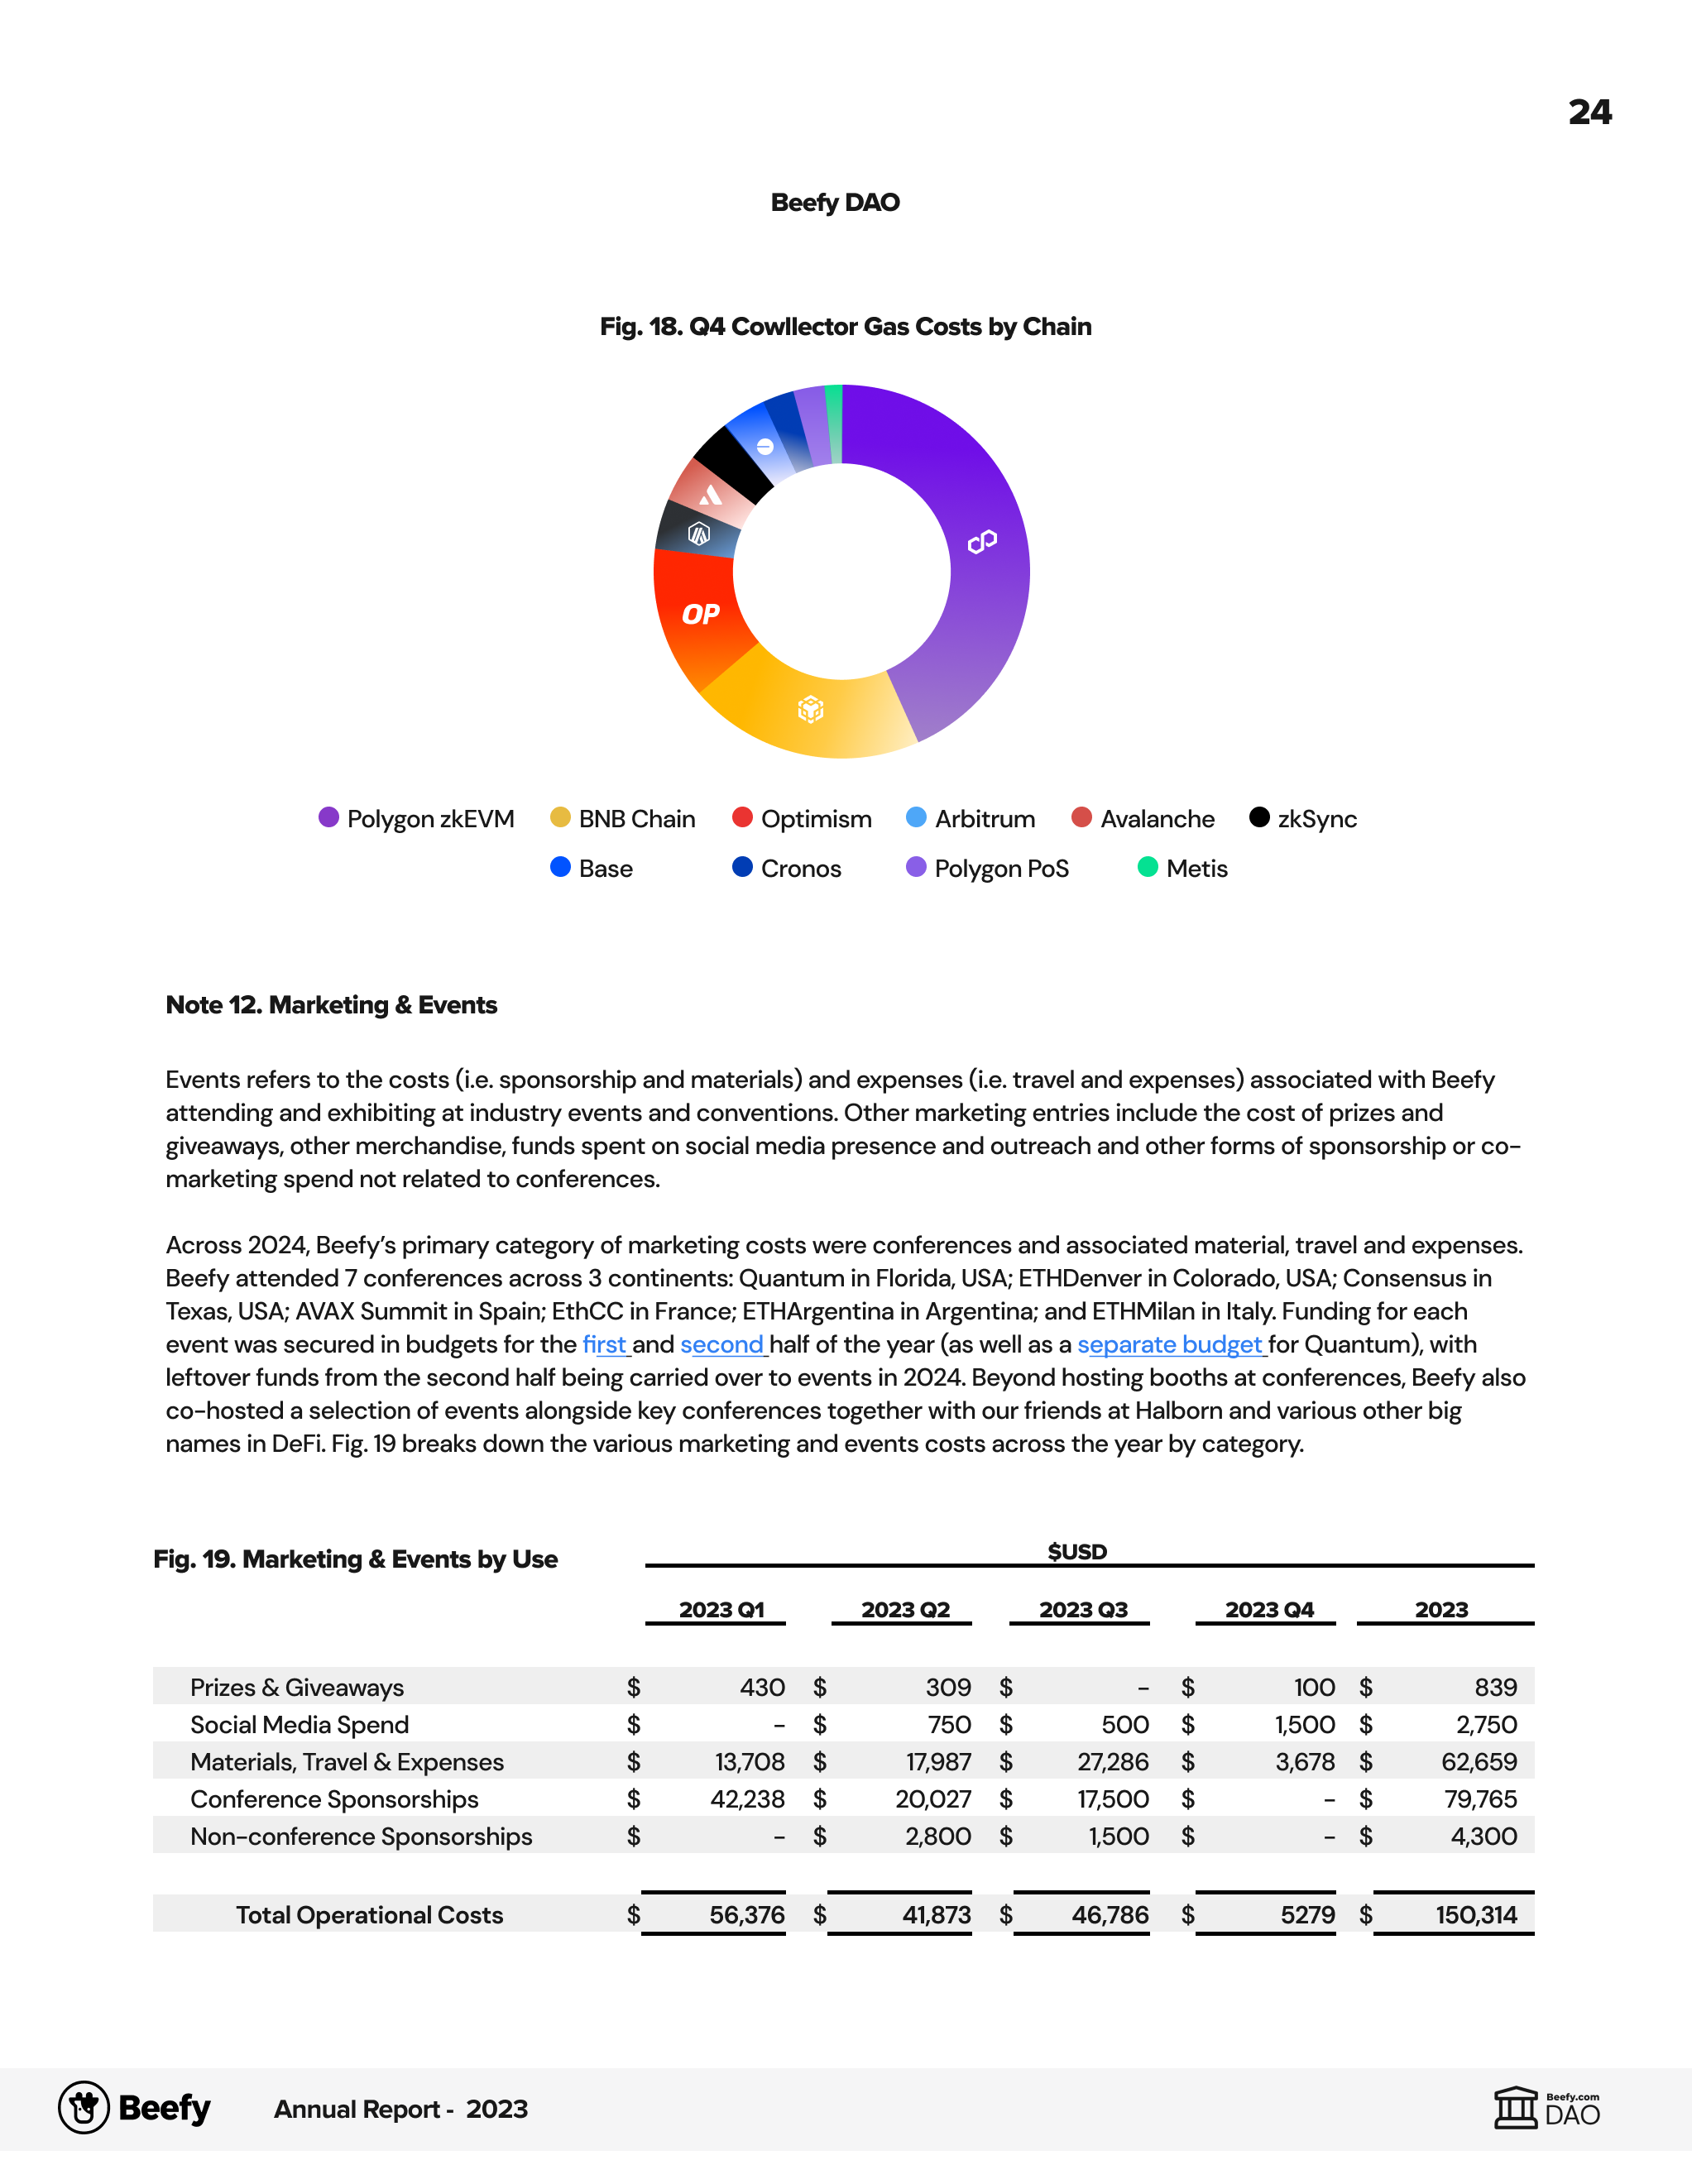 24
Beefy DAO
Fig. 18. Q4 Cowllector Gas Costs by Chain
OP
Polygon zkEVM BNB Chain Optimism Arbitrum Avalanche zkSync
Base Cronos Polygon PoS Metis
Note 12. Marketing & Events
Events refers to the costs (i.e. sponsorship and materials) and expenses (i.e. travel and expenses) associated with Beefy
attending and exhibiting at industry events and conventions. Other marketing entries include the cost of prizes and
giveaways, other merchandise, funds spent on social media presence and outreach and other forms of sponsorship or co-
marketing spend not related to conferences.
Across 2024, Beefy's primary category of marketing costs were conferences and associated material, travel and expenses.
Beefy attended 7 conferences across 3 continents: Quantum in Florida, USA; ETHDenver in Colorado, USA; Consensus in
Texas, USA; AVAX Summit in Spain; EthCC in France; ETHArgentina in Argentina; and ETHMilan in Italy. Funding for each
event was secured in budgets for the first and second half of the year (as well as a separate budget for Quantum), with
leftover funds from the second half being carried over to events in 2024. Beyond hosting booths at conferences, Beefy also
co-hosted a selection of events alongside key conferences together with our friends at Halborn and various other big
names in DeFi. Fig. 19 breaks down the various marketing and events costs across the year by category.
Fig. 19. Marketing & Events by Use $USD
2023 Q1 2023 Q2 2023 Q3 2023 Q4 2023
Prizes & Giveaways $ 430 $ 309 $ - $ 100 $ 839
Social Media Spend $ - $ 750 $ 500 $ 1,500 $ 2,750
Materials, Travel & Expenses $ 13,708 $ 17,987 $ 27,286 $ 3,678 $ 62,659
Conference Sponsorships $ 42,238 $ 20,027 $ 17,500 $ - $ 79,765
Non-conference Sponsorships $ - $ 2,800 $ 1,500 $ - $ 4,300
Total Operational Costs $ 56,376 $ 41,873 $ 46,786 $ 5279 $ 150,314
Beefy Annual Report - 2023 Beefy.com
DAO